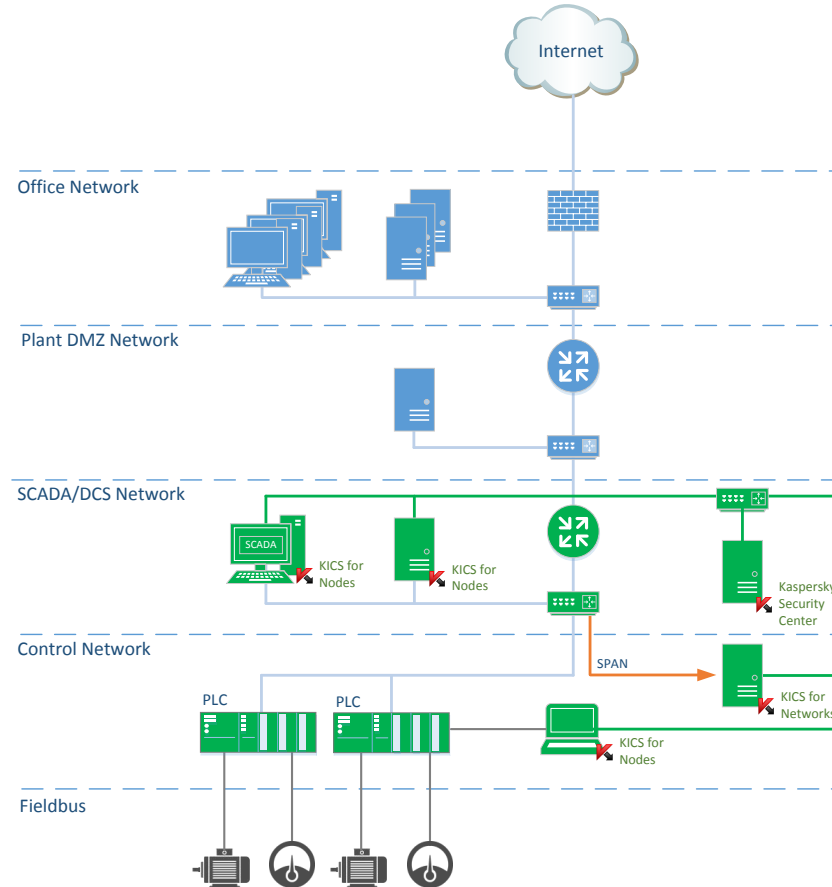 Internet
Office Network
Plant DMZ Network
SCADA/DCS Network
SCADA
KICS for
Nodes
KICS for
Nodes
Kaspersky
Security
Center
Control Network
SPAN
PLC
PLC
KICS for
Networks
KICS for
Nodes
Fieldbus